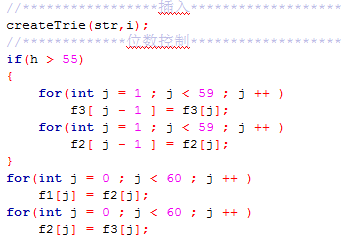 //*****************插入*******************
createTrie(str,i);
//*************位数控制*******************
if(h > 55)
{
for(int j = 1 ; j < 59 ; j ++ )
f3[ j - 1 ] = f3[j];
for(int j = 1 ; j < 59 ; j ++ )
f2[ j - 1 ] = f2[j];
}
for(int j = 0 ; j < 60 ; j ++ )
f1[j] = f2[j];
for(int j = 0 ; j < 60 ; j ++ )
f2[j] = f3[j];